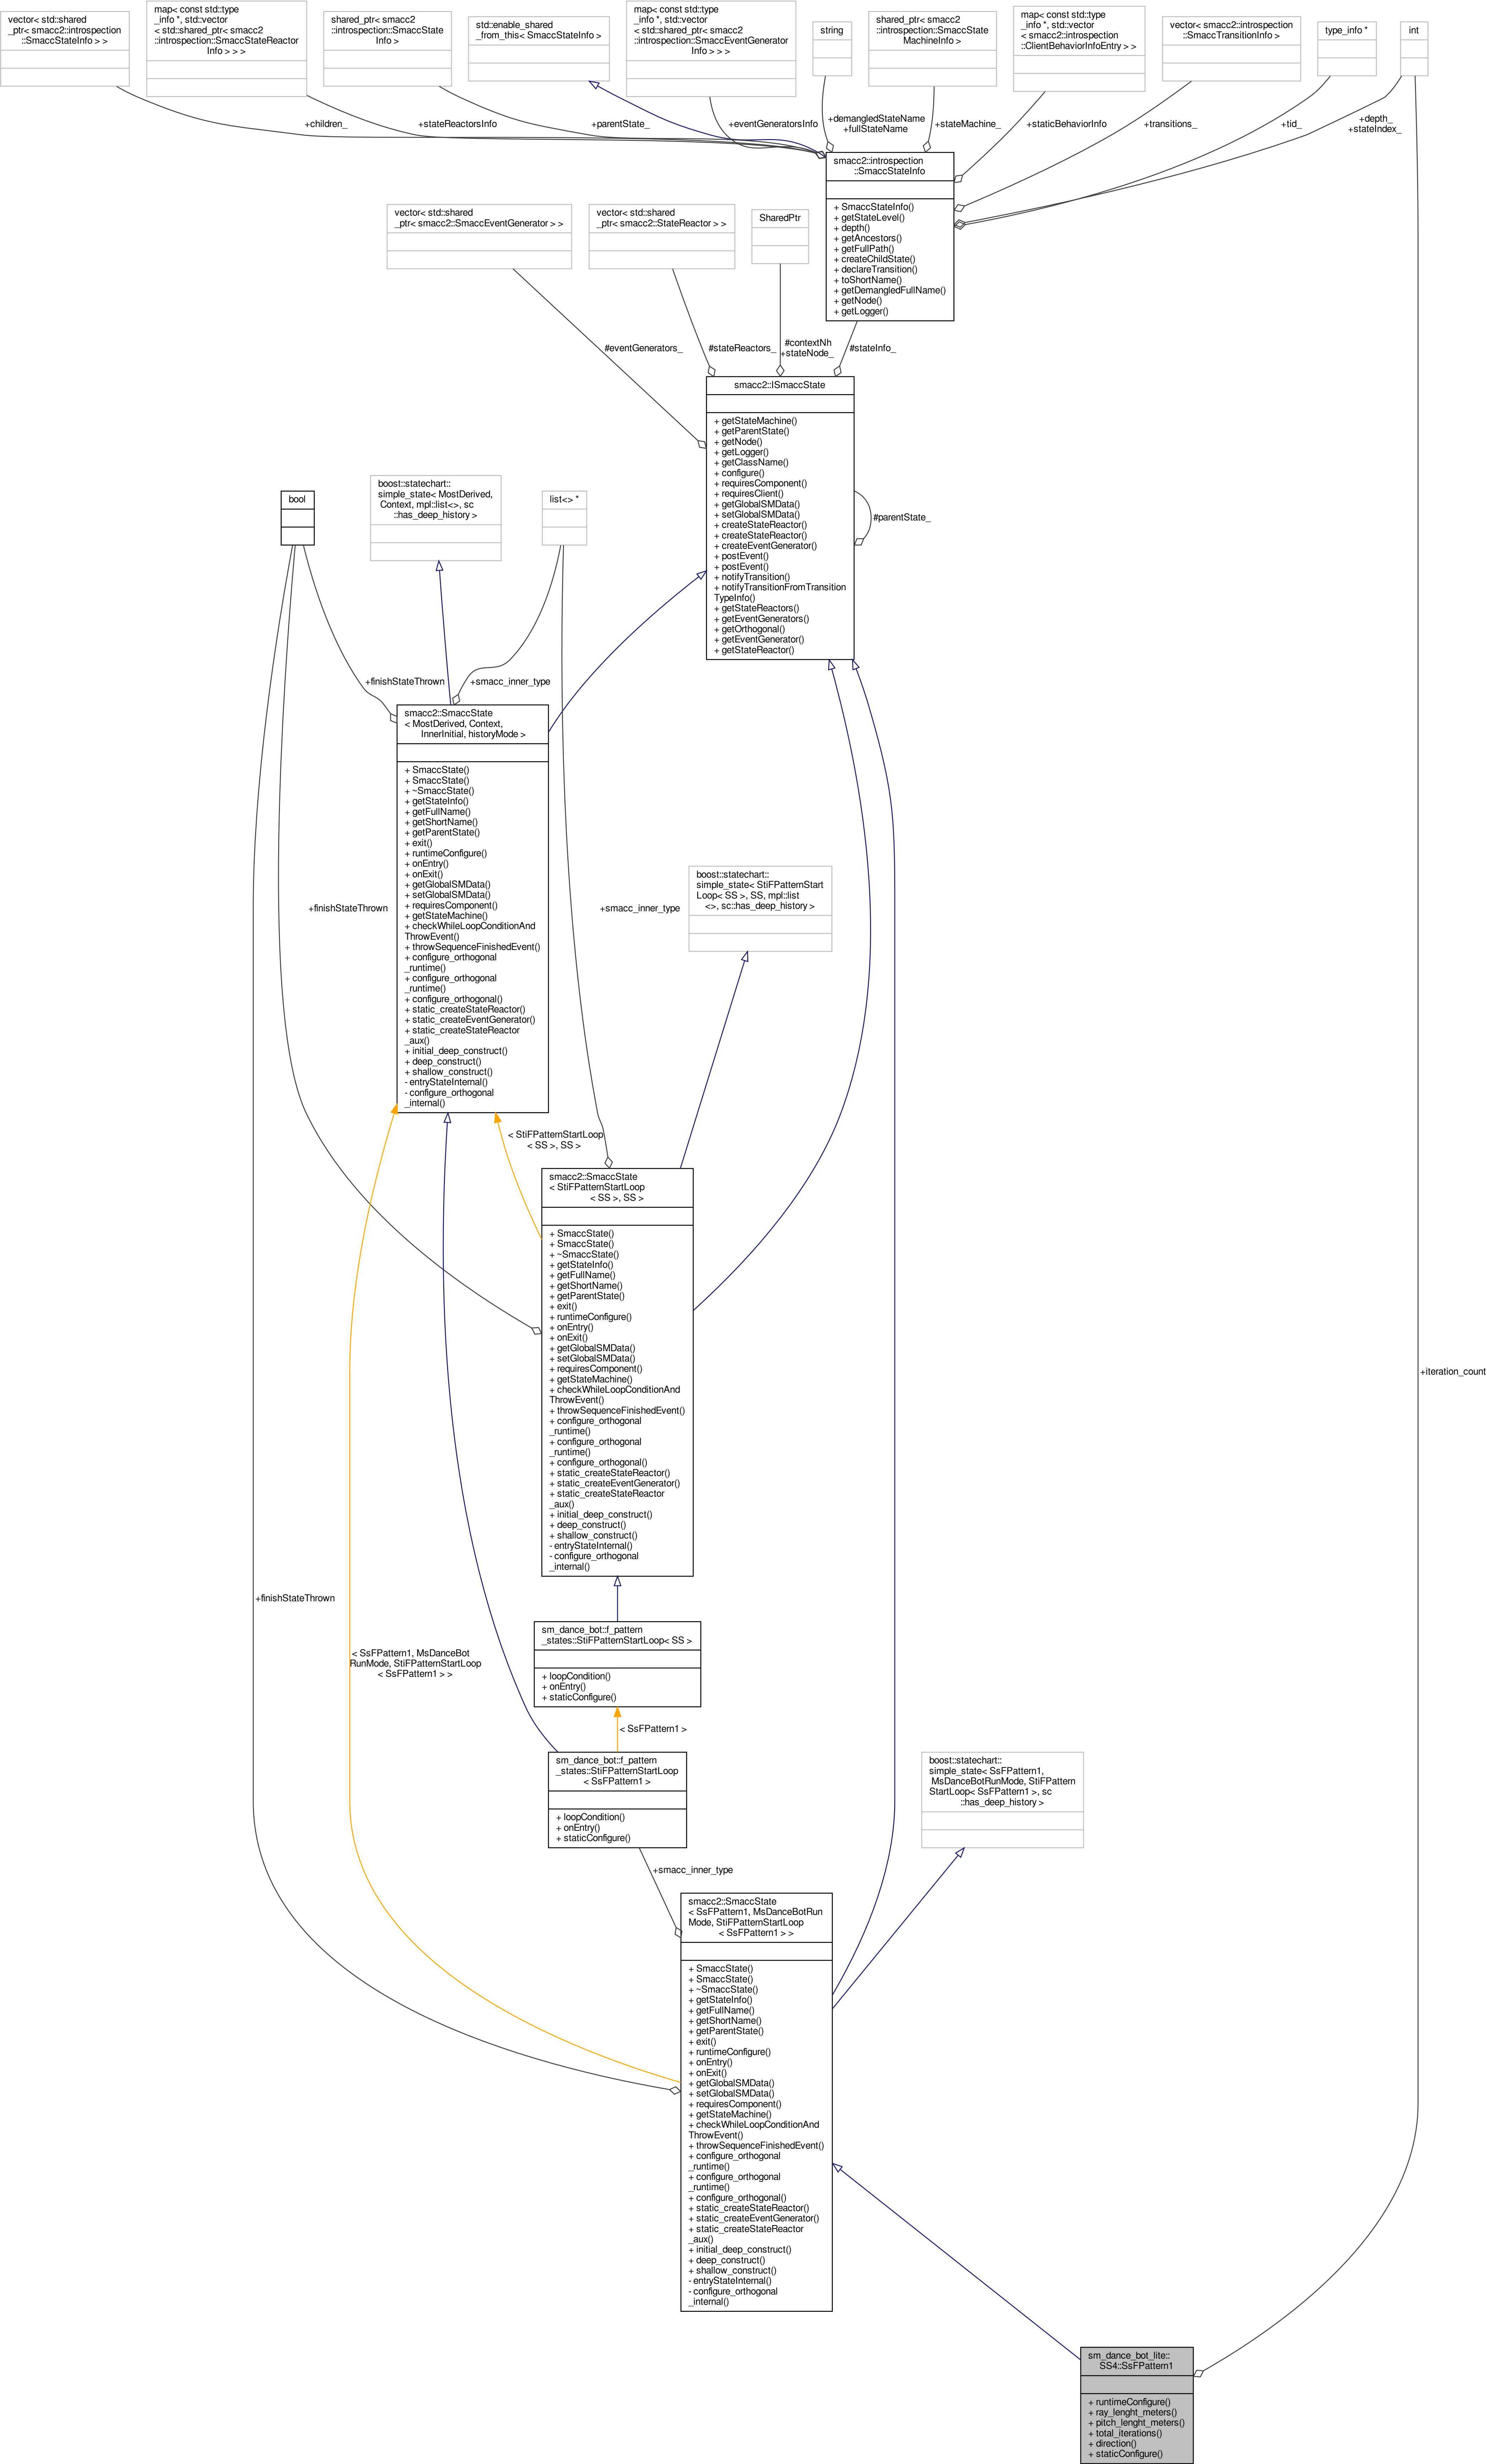 vector< std::shared
_ptr< smacc2::introspection
::SmaccStateInfo > >
map< const std::type
_info *, std::vector
< std::shared_ptr< smacc2
::introspection::SmaccStateReactor
Info > > >
shared_ptr< smacc2
::introspection::SmaccState
Info >
std::enable_shared
_from_this< SmaccStateInfo >
map< const std::type
_info *, std::vector
< std::shared_ptr< smacc2
::introspection::SmaccEventGenerator
Info > > >
string
shared_ptr< smacc2
::introspection::SmaccState
MachineInfo >
map< const std::type
_info *, std::vector
< smacc2::introspection
::ClientBehaviorInfoEntry > >
vector< smacc2::introspection
::SmaccTransitionInfo >
type_info *
int
+children_
+stateReactorsInfo
+parentState_
+eventGeneratorsInfo
+demangledStateName
+fullStateName
+stateMachine_
+staticBehaviorInfo
+transitions_
+tid_
+depth_
+stateIndex_
smacc2::introspection
::SmaccStateInfo
+ SmaccStateInfo()
+ getStateLevel()
+ depth()
+ getAncestors()
+ getFullPath()
+ createChildState()
+ declareTransition()
+ toShortName()
+ getDemangledFullName()
+ getNode()
+ getLogger()
vector< std::shared
_ptr< smacc2::SmaccEventGenerator > >
vector< std::shared
_ptr< smacc2::StateReactor > >
SharedPtr
#eventGenerators_
#stateReactors_
#contextNh
+stateNode_
#stateInfo_
smacc2::ISmaccState
+ getStateMachine()
+ getParentState()
+ getNode()
+ getLogger()
+ getClassName()
+ configure()
+ requiresComponent()
+ requiresClient()
+ getGlobalSMData()
+ setGlobalSMData()
+ createStateReactor()
+ createStateReactor()
+ createEventGenerator()
+ postEvent()
+ postEvent()
+ notifyTransition()
+ notifyTransitionFromTransition
TypeInfo()
+ getStateReactors()
+ getEventGenerators()
+ getOrthogonal()
+ getEventGenerator()
+ getStateReactor()
#parentState_
bool
boost::statechart::
simple_state< MostDerived,
Context, mpl::list<>, sc
::has_deep_history >
list<> *
+finishStateThrown
+smacc_inner_type
smacc2::SmaccState
< MostDerived, Context,
InnerInitial, historyMode >
+ SmaccState()
+ SmaccState()
+ ~SmaccState()
+ getStateInfo()
+ getFullName()
+ getShortName()
+ getParentState()
+ exit()
+ runtimeConfigure()
+ onEntry()
+ onExit()
+ getGlobalSMData()
+ setGlobalSMData()
+ requiresComponent()
+ getStateMachine()
+ checkWhileLoopConditionAnd
ThrowEvent()
+ throwSequenceFinishedEvent()
+ configure_orthogonal
_runtime()
+ configure_orthogonal
_runtime()
+ configure_orthogonal()
+ static_createStateReactor()
+ static_createEventGenerator()
+ static_createStateReactor
_aux()
+ initial_deep_construct()
+ deep_construct()
+ shallow_construct()
- entryStateInternal()
- configure_orthogonal
_internal()
+finishStateThrown
+smacc_inner_type
boost::statechart::
simple_state< StiFPatternStart
Loop< SS >, SS, mpl::list
<>, sc::has_deep_history >
< StiFPatternStartLoop
< SS >, SS >
smacc2::SmaccState
< StiFPatternStartLoop
< SS >, SS >
+ SmaccState()
+ SmaccState()
+ ~SmaccState()
+ getStateInfo()
+ getFullName()
+ getShortName()
+ getParentState()
+ exit()
+ runtimeConfigure()
+ onEntry()
+ onExit()
+ getGlobalSMData()
+ setGlobalSMData()
+ requiresComponent()
+ getStateMachine()
+ checkWhileLoopConditionAnd
ThrowEvent()
+ throwSequenceFinishedEvent()
+ configure_orthogonal
_runtime()
+ configure_orthogonal
_runtime()
+ configure_orthogonal()
+ static_createStateReactor()
+ static_createEventGenerator()
+ static_createStateReactor
_aux()
+ initial_deep_construct()
+ deep_construct()
+ shallow_construct()
- entryStateInternal()
- configure_orthogonal
_internal()
+iteration_count
+finishStateThrown
< SsFPattern1, MsDanceBot
RunMode, StiFPatternStartLoop
< SsFPattern1 > >
sm_dance_bot::f_pattern
_states::StiFPatternStartLoop< SS >
+ loopCondition()
+ onEntry()
+ staticConfigure()
< SsFPattern1 >
sm_dance_bot::f_pattern
_states::StiFPatternStartLoop
< SsFPattern1 >
+ loopCondition()
+ onEntry()
+ staticConfigure()
boost::statechart::
simple_state< SsFPattern1,
MsDanceBotRunMode, StiFPattern
StartLoop< SsFPattern1 >, sc
::has_deep_history >
+smacc_inner_type
smacc2::SmaccState
< SsFPattern1, MsDanceBotRun
Mode, StiFPatternStartLoop
< SsFPattern1 > >
+ SmaccState()
+ SmaccState()
+ ~SmaccState()
+ getStateInfo()
+ getFullName()
+ getShortName()
+ getParentState()
+ exit()
+ runtimeConfigure()
+ onEntry()
+ onExit()
+ getGlobalSMData()
+ setGlobalSMData()
+ requiresComponent()
+ getStateMachine()
+ checkWhileLoopConditionAnd
ThrowEvent()
+ throwSequenceFinishedEvent()
+ configure_orthogonal
_runtime()
+ configure_orthogonal
_runtime()
+ configure_orthogonal()
+ static_createStateReactor()
+ static_createEventGenerator()
+ static_createStateReactor
_aux()
+ initial_deep_construct()
+ deep_construct()
+ shallow_construct()
- entryStateInternal()
- configure_orthogonal
_internal()
sm_dance_bot_lite::
SS4::SsFPattern1
+ runtimeConfigure()
+ ray_lenght_meters()
+ pitch_lenght_meters()
+ total_iterations()
+ direction()
+ staticConfigure()